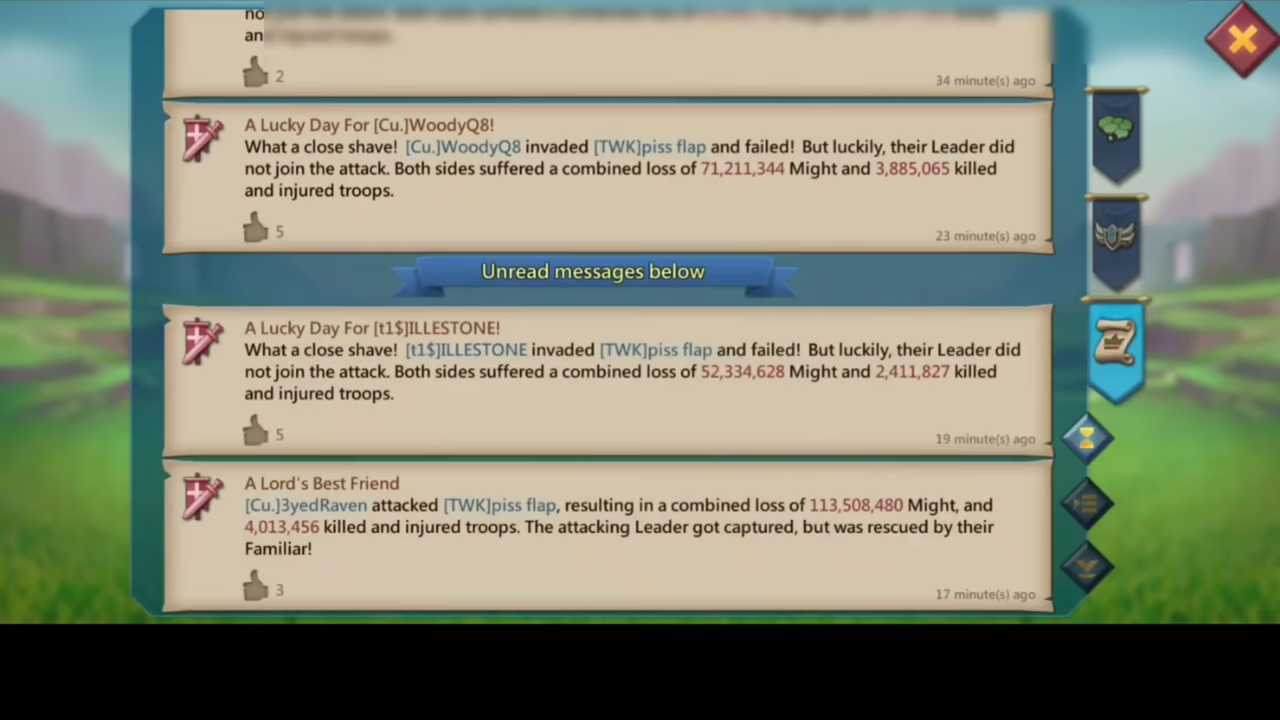 no
an
and injured troops.
2
34 minute(s) ago
A Lucky Day For [Cu.]WoodyQ8!
What a close shave! [Cu.]WoodyQ8 invaded [TWK]piss flap and failed! But luckily, their Leader did
not join the attack. Both sides suffered a combined loss of 71,211,344 Might and 3,885,065 killed
and injured troops.
5
23 minute(s) ago
Unread messages below
A Lucky Day For [t1$]ILLESTONE!
What a close shave! [t1$]ILLESTONE invaded [TWK]piss flap and failed! But luckily, their Leader did
not join the attack. Both sides suffered a combined loss of 52,334,628 Might and 2,411,827 killed
and injured troops.
5
19 minute(s) ago
A Lord's Best Friend
[Cu.]3yedRaven attacked [TWK]piss flap, resulting in a combined loss of 113,508,480 Might, and
4,013,456 killed and injured troops. The attacking Leader got captured, but was rescued by their
Familiar!
3
17 minute(s) ago